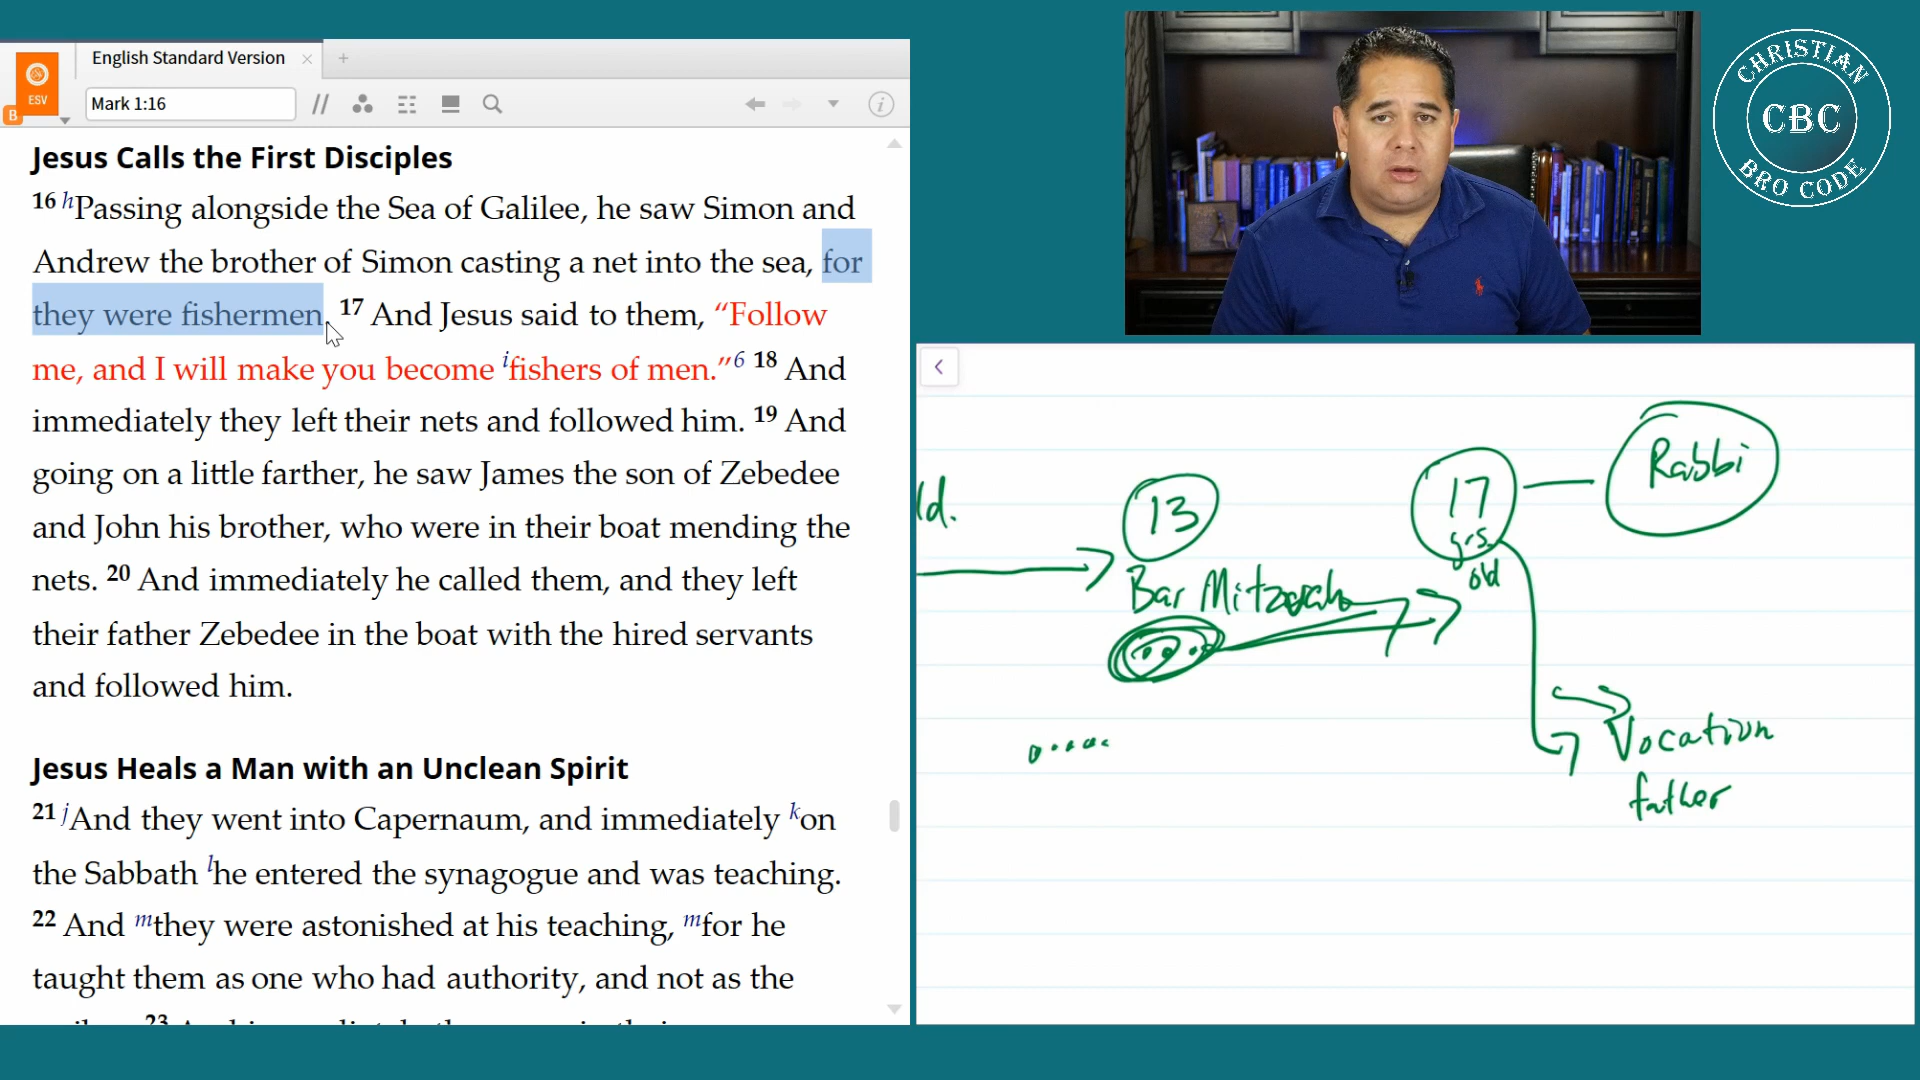 English Standard Version
ESV
B
Mark 1:16
Jesus Calls the First Disciples
16 hPassing alongside the Sea of Galilee, he saw Simon and
Andrew the brother of Simon casting a net into the sea, for
they were fishermen. 17 And Jesus said to them, “Follow
me, and I will make you become ifishers of men.”6 18 And
immediately they left their nets and followed him. 19 And
going on a little farther, he saw James the son of Zebedee
and John his brother, who were in their boat mending the
nets. 20 And immediately he called them, and they left
their father Zebedee in the boat with the hired servants
and followed him.
Jesus Heals a Man with an Unclean Spirit
21 jAnd they went into Capernaum, and immediately kon
the Sabbath lhe entered the synagogue and was teaching.
22 And mthey were astonished at his teaching, mfor he
taught them as one who had authority, and not as the
23
CHRISTIAN
CBC
BRO CODE
ld.
13
Bar Mitzvah
17
yrs
old
Rabbi
Vocation
father